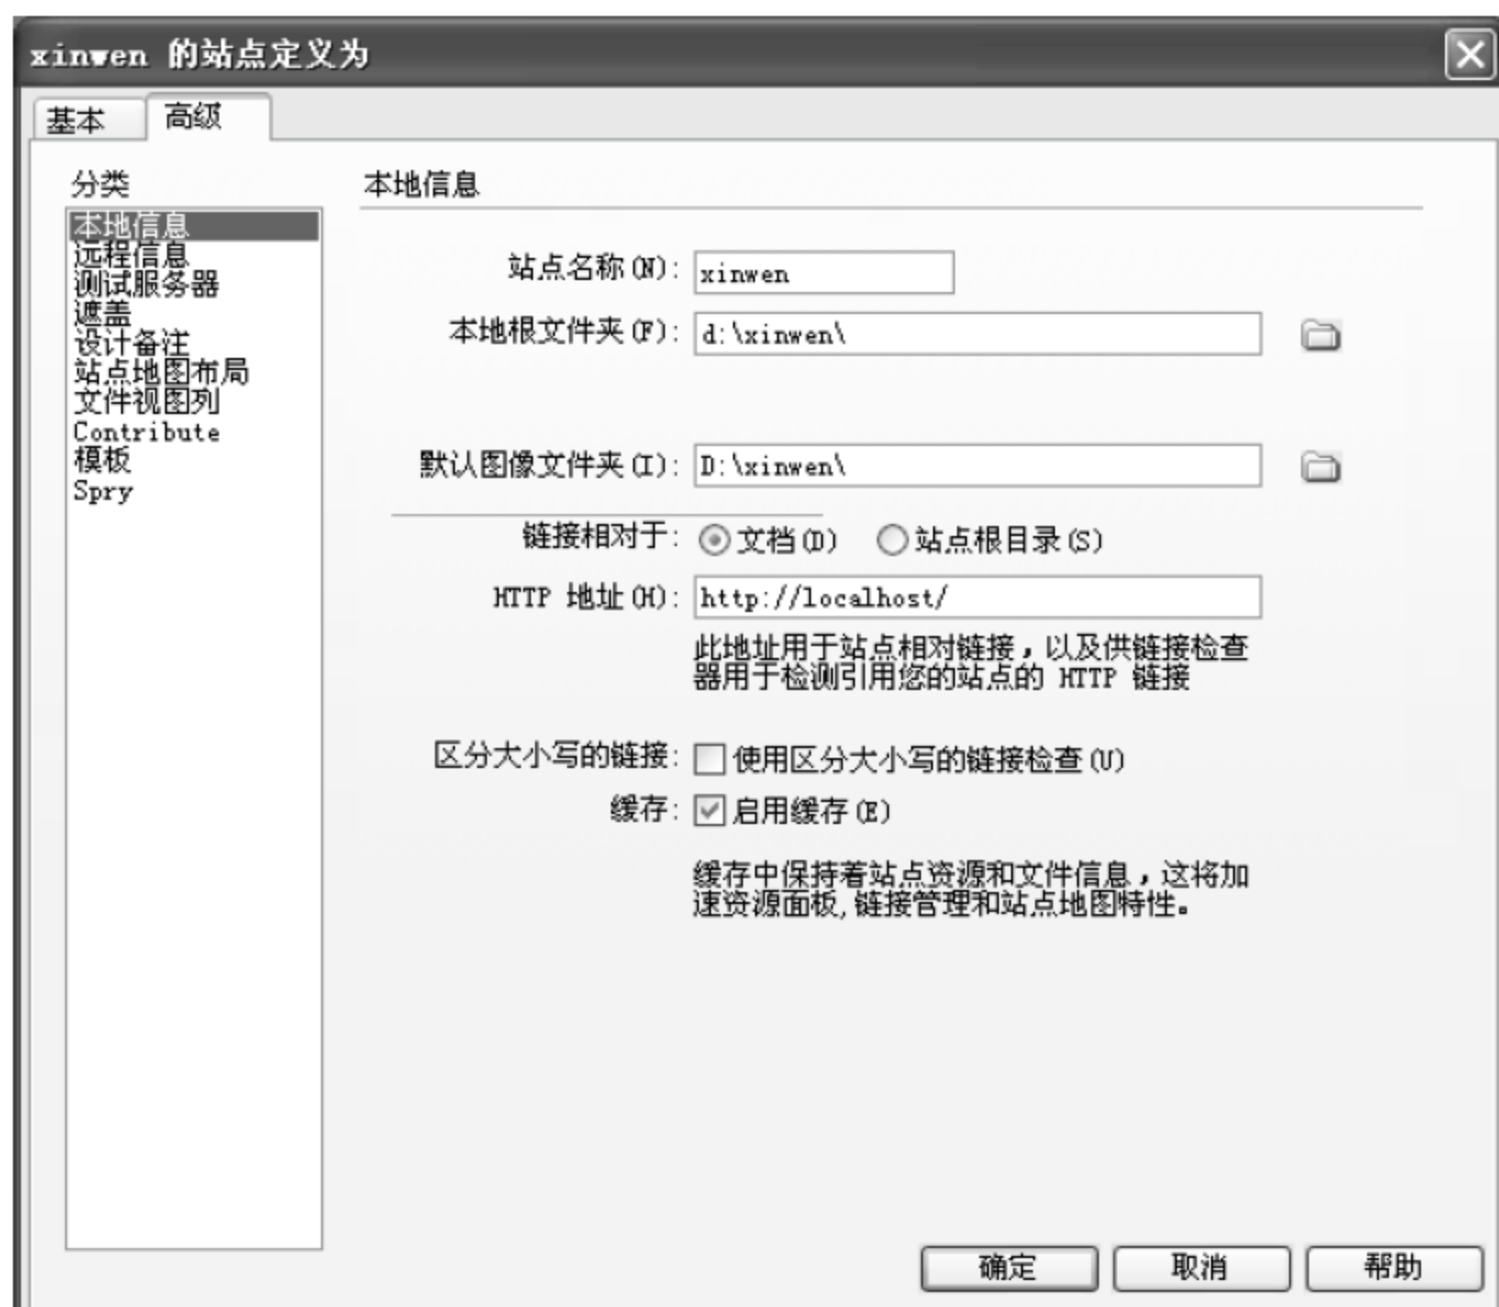 xinwen 的站点定义为
基本
高级
分类
本地信息
远程信息
测试服务器
遮盖
设计备注
站点地图布局
文件视图列
Contribute
模板
Spry
本地信息
站点名称(N): xinwen
本地根文件夹(F): d:\xinwen\
默认图像文件夹(I): D:\xinwen\
链接相对于: 文档(D) 站点根目录(S)
HTTP 地址(H): http://localhost/
此地址用于站点相对链接，以及供链接检查
器用于检测引用您的站点的 HTTP 链接
区分大小写的链接: 使用区分大小写的链接检查(U)
缓存: 启用缓存(E)
缓存中保持着站点资源和文件信息，这将加
速资源面板,链接管理和站点地图特性。
确定 取消 帮助